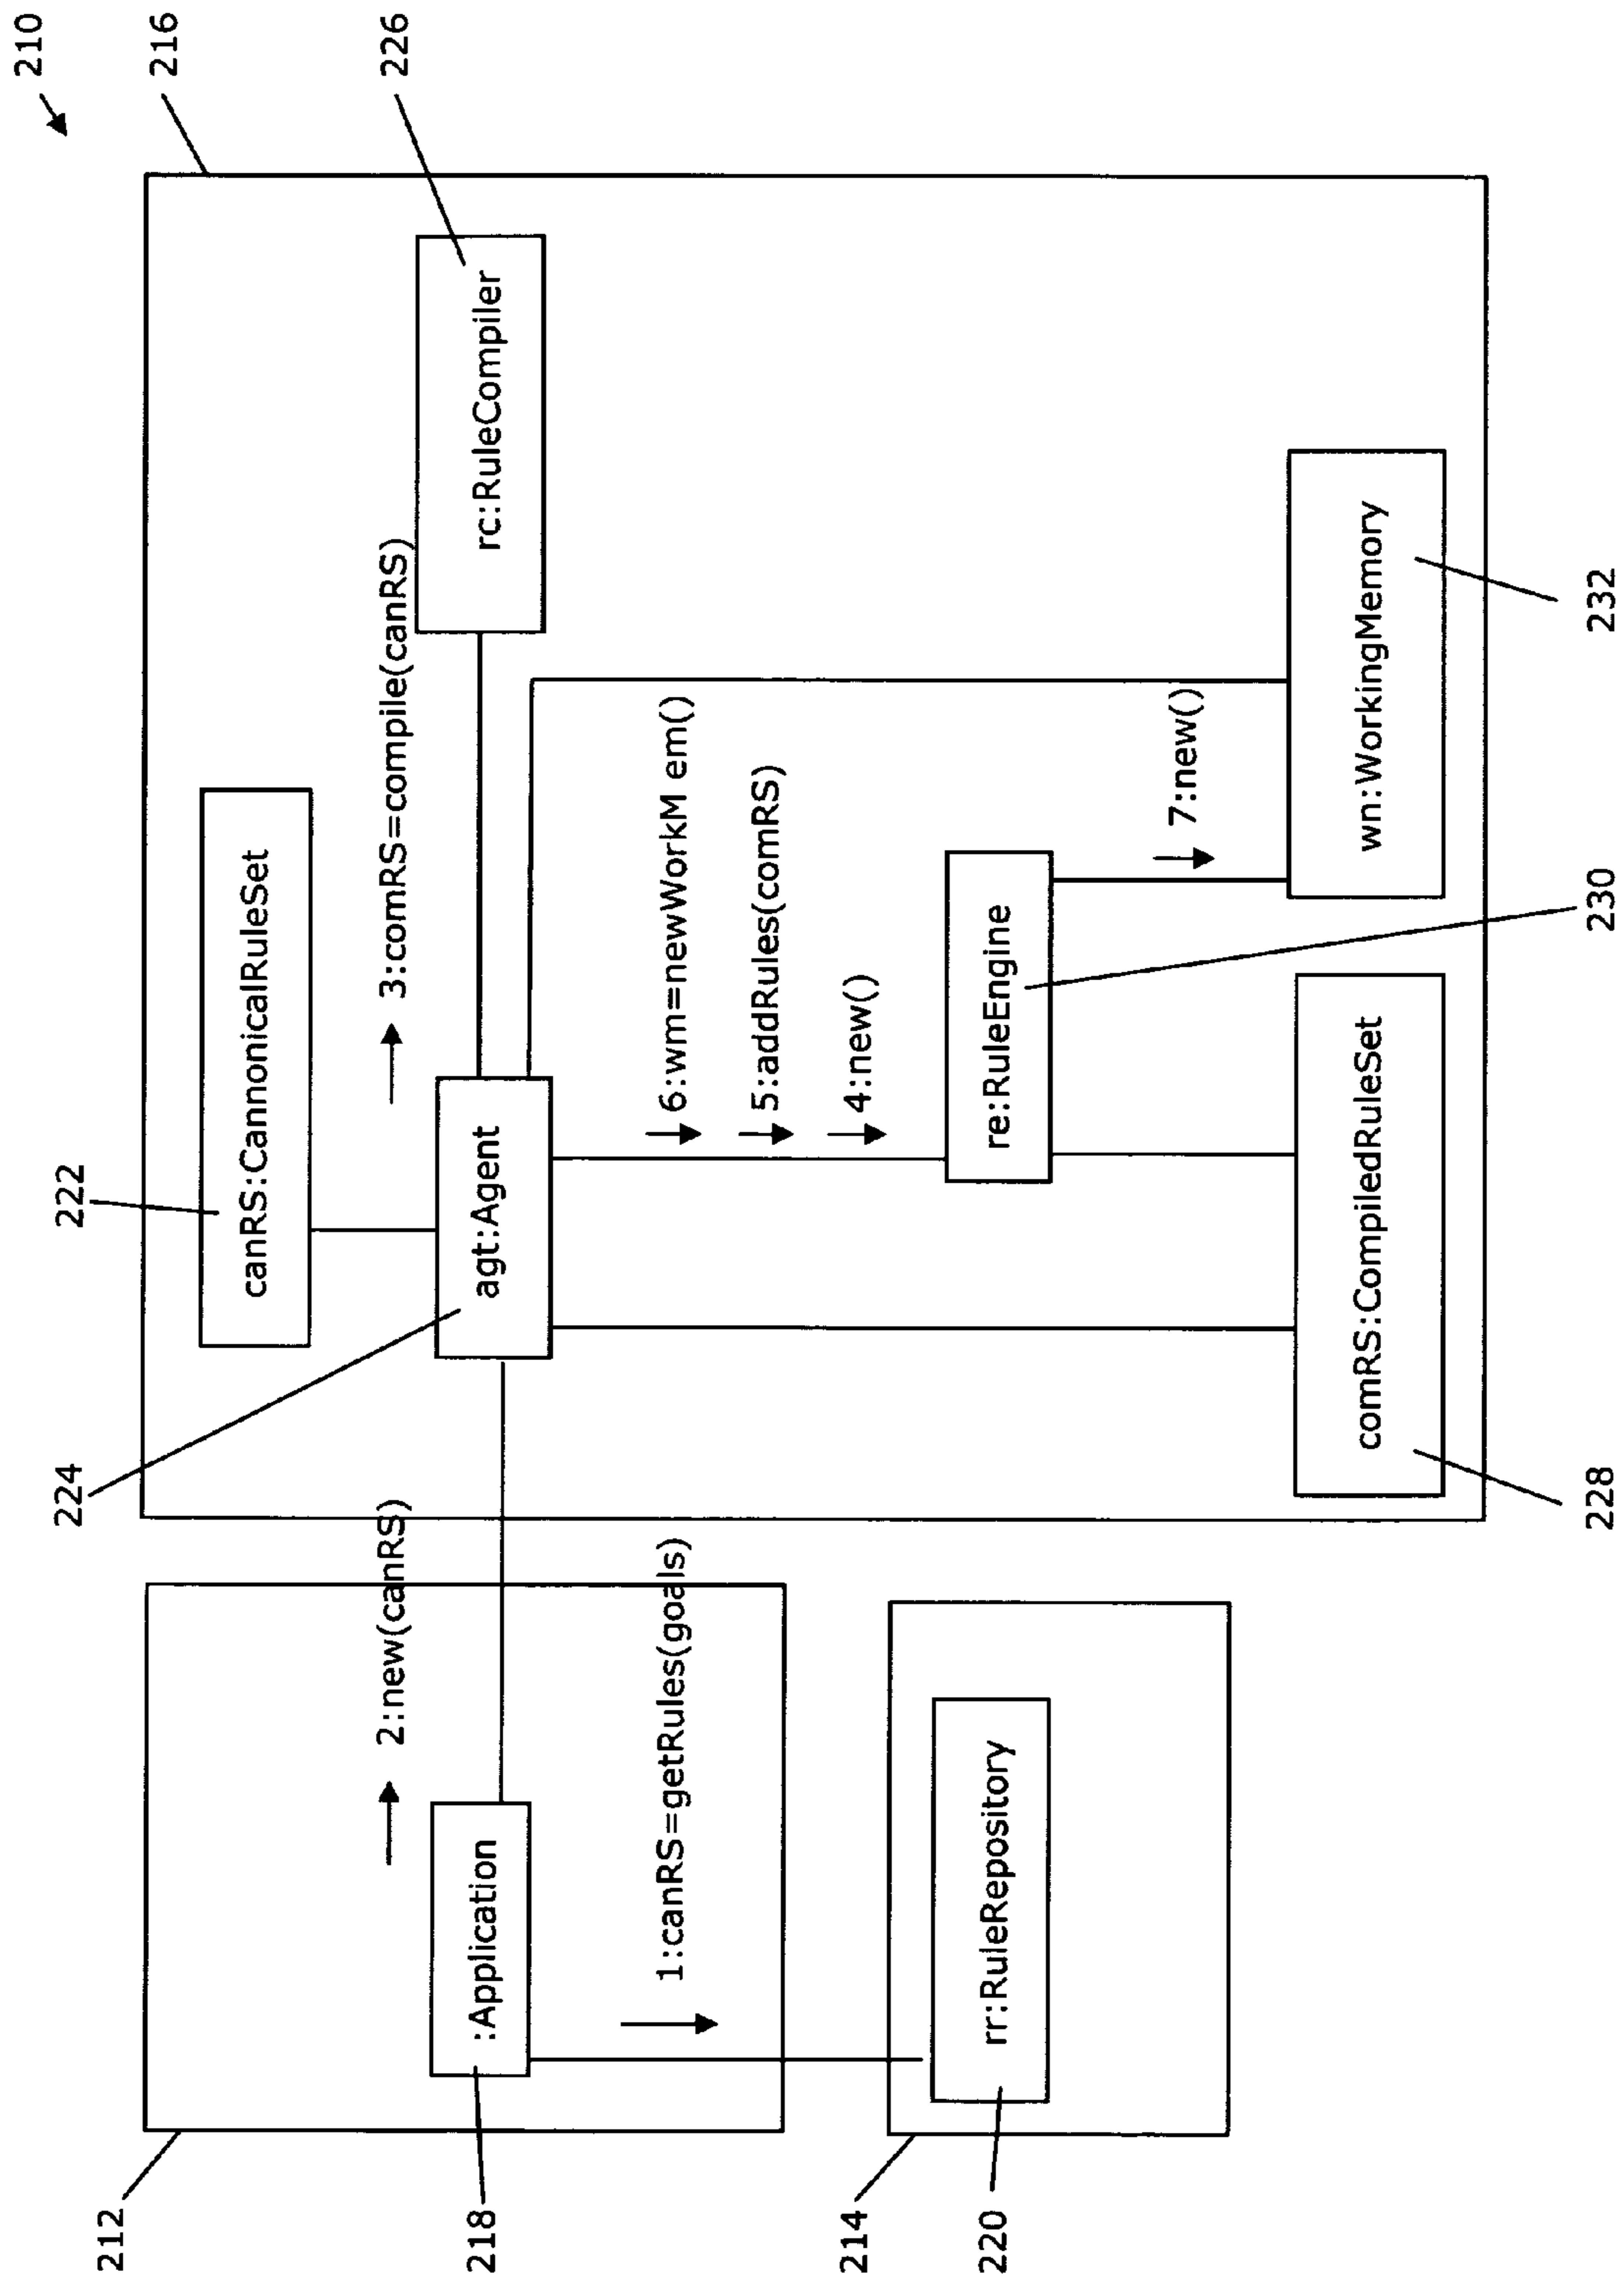 210
216
226
222
canRS:CannonicalRuleSet
224
2:new(canRS)
3:comRS=compile(canRS)
212
:Application
agt:Agent
rc:RuleCompiler
218
1:canRS=getRules(goals)
6:wm=newWorkM em()
5:addRules(comRS)
4:new()
214
rr:RuleRepository
220
re:RuleEngine
7:new()
comRS:CompiledRuleSet
wn:WorkingMemory
228
230
232